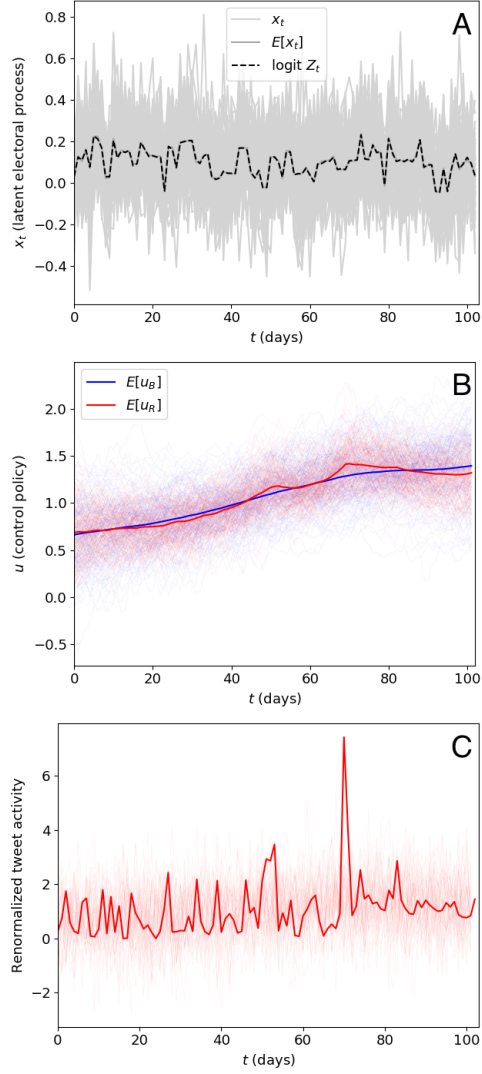 A
x_t
E[x_t]
logit Z_t
0.8
0.6
0.4
0.2
0.0
−0.2
−0.4
x_t (latent electoral process)
0 20 40 60 80 100
t (days)
B
E[u_B]
E[u_R]
2.0
1.5
1.0
0.5
0.0
−0.5
u (control policy)
0 20 40 60 80 100
t (days)
C
6
4
2
0
−2
Renormalized tweet activity
0 20 40 60 80 100
t (days)